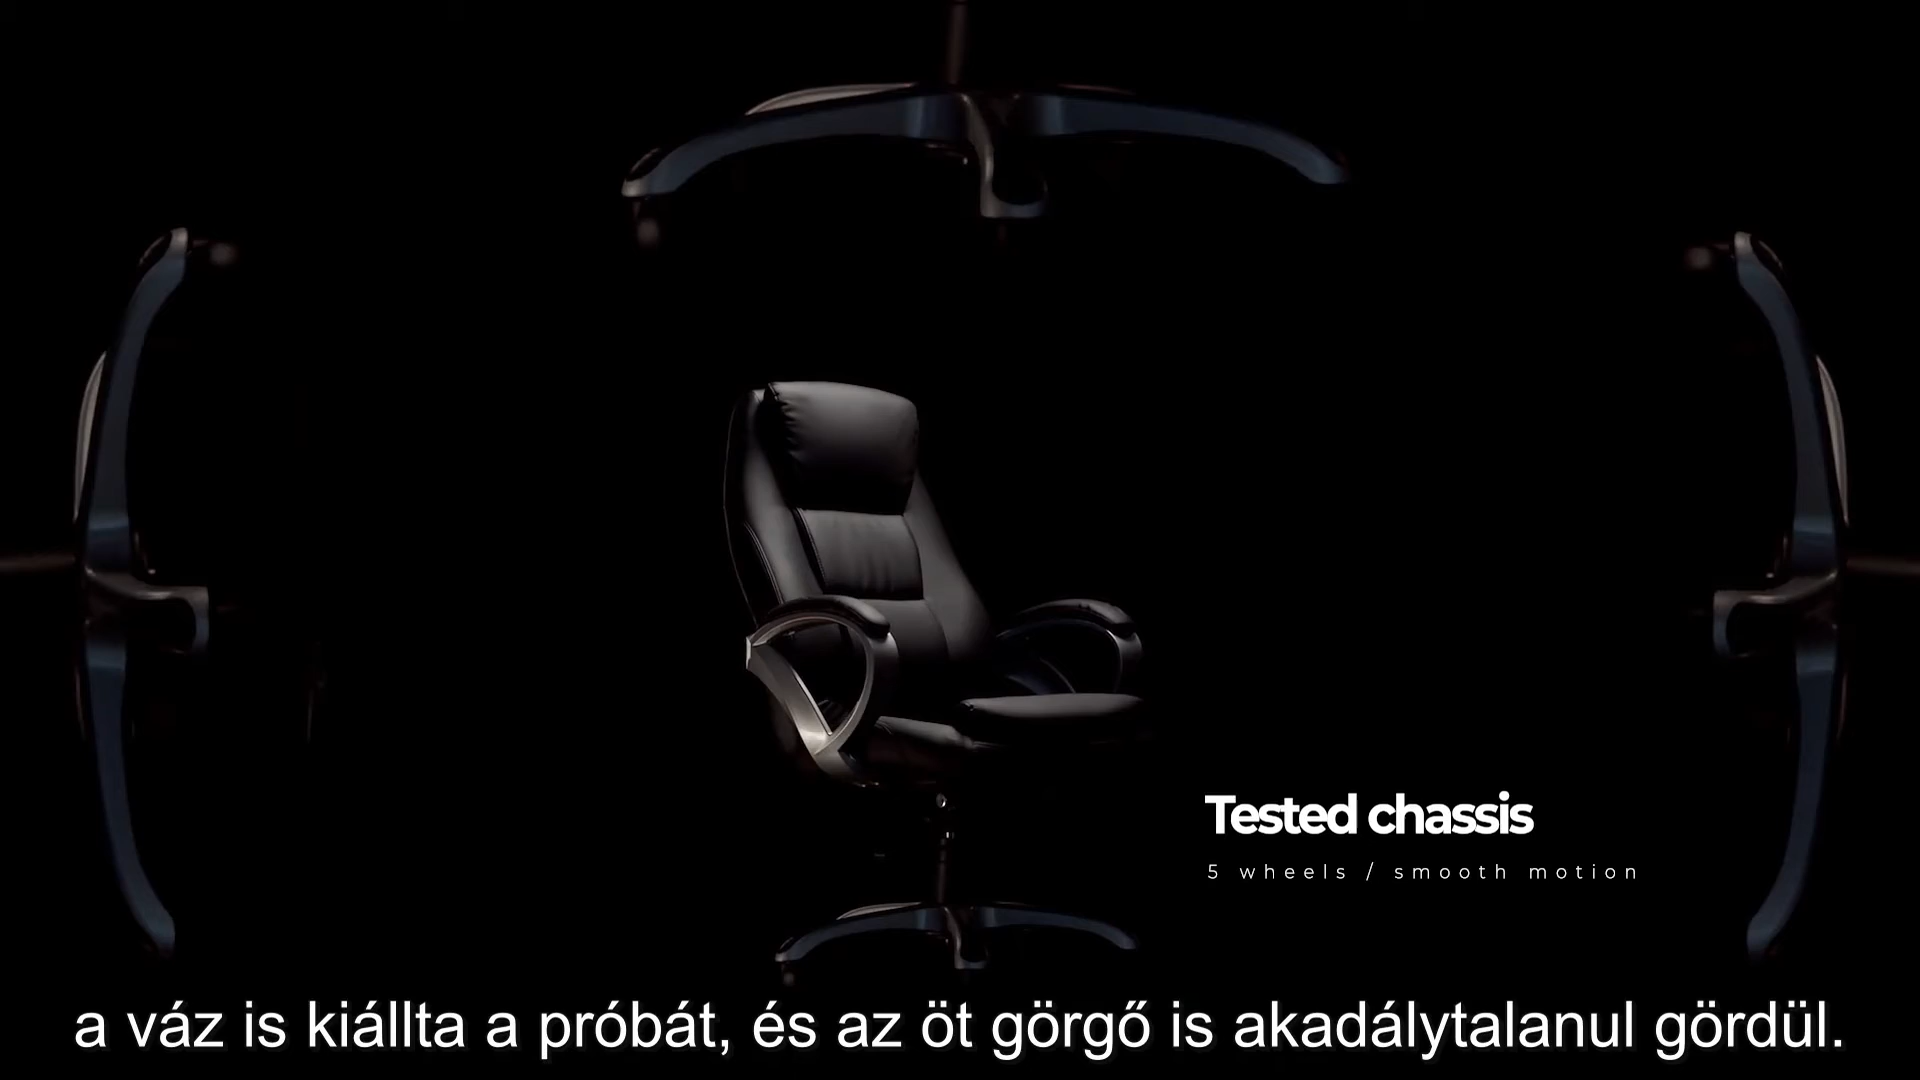 Tested chassis
5 wheels / smooth motion
a váz is kiállta a próbát, és az öt görgő is akadálytalanul gördül.